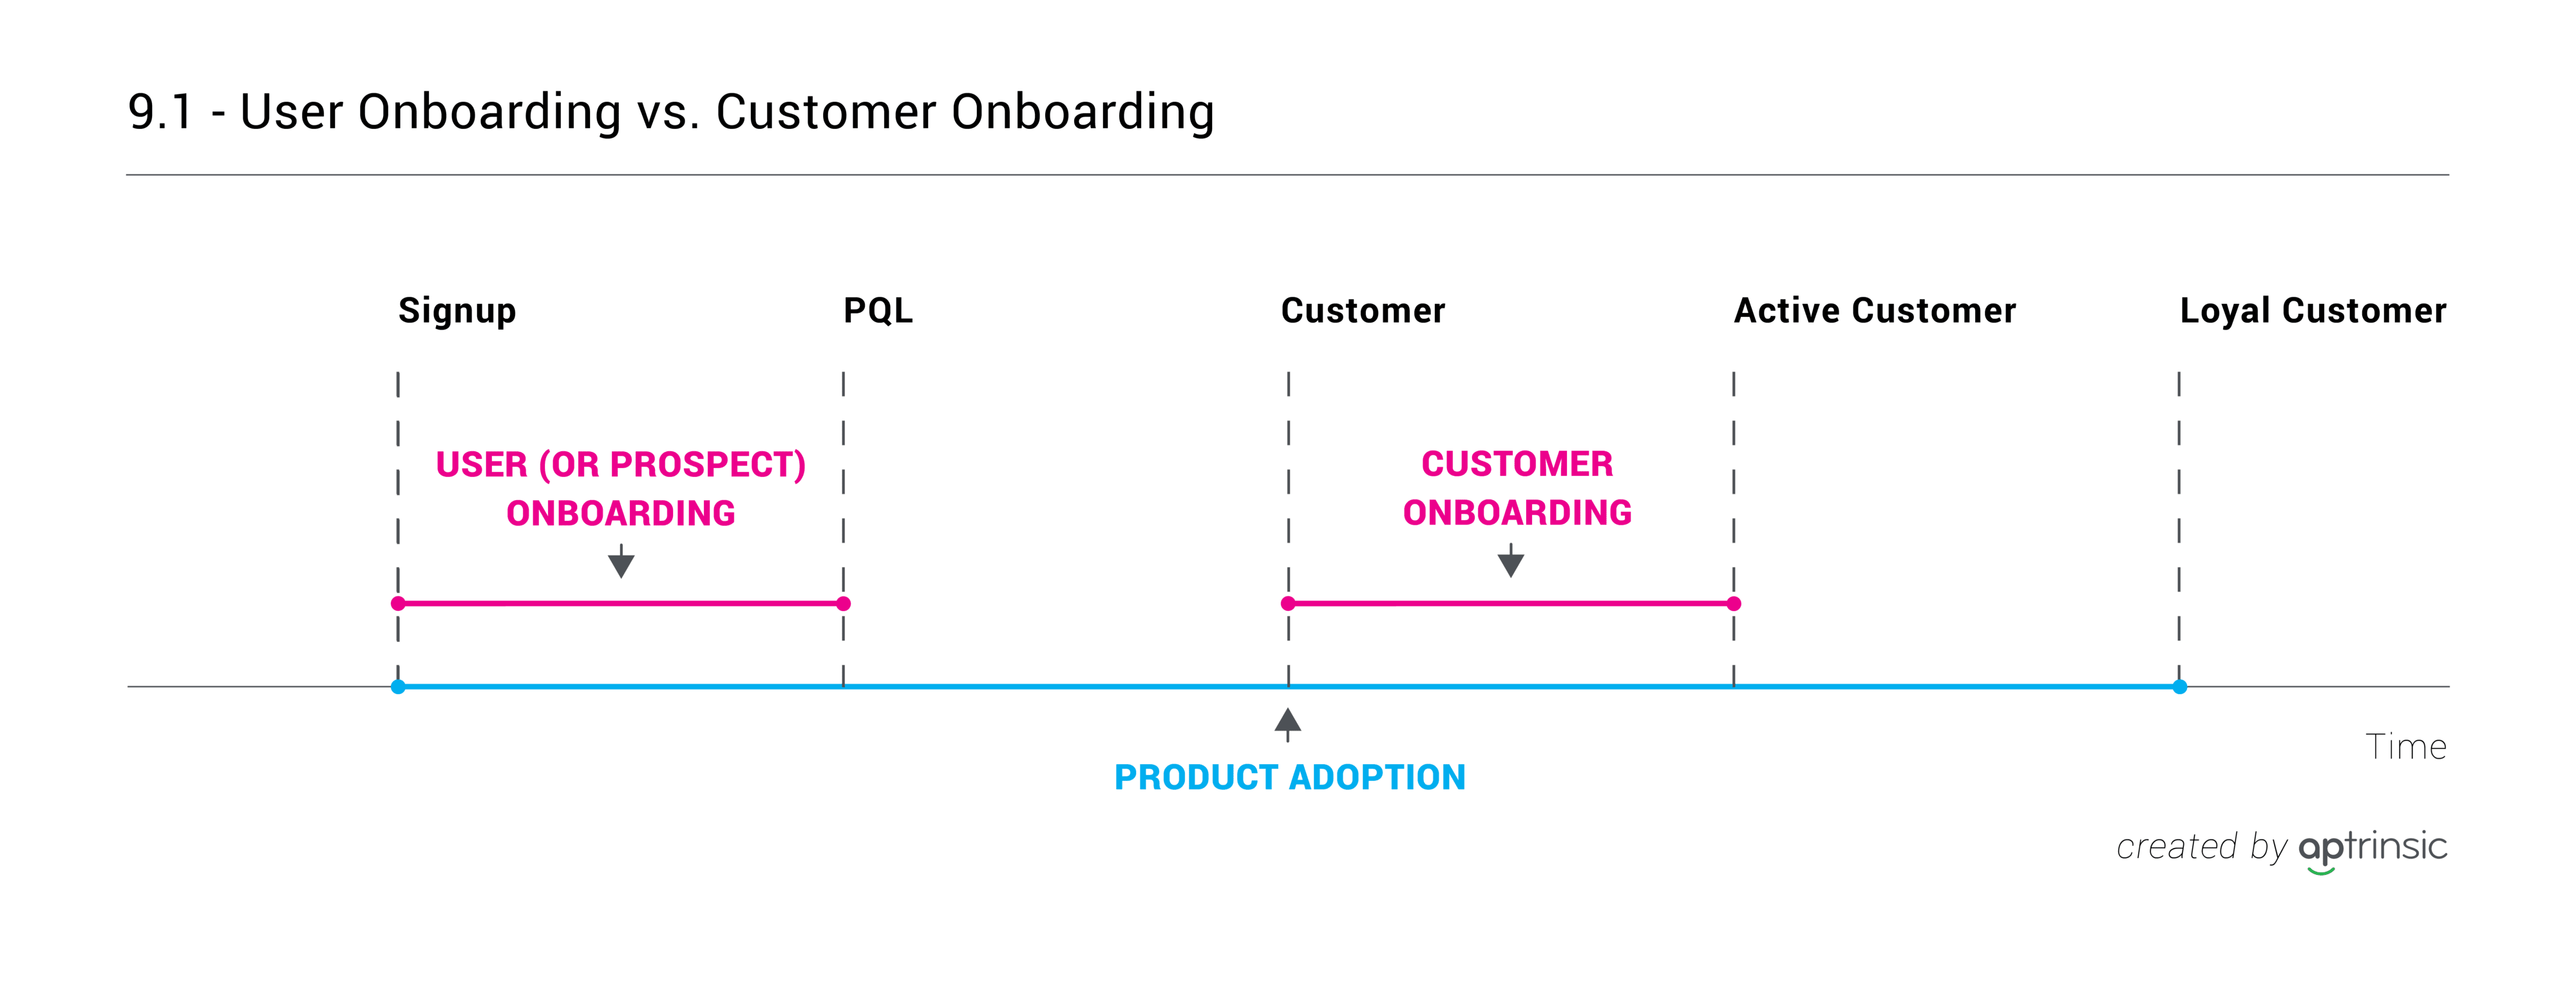 9.1 - User Onboarding vs. Customer Onboarding
Signup
PQL
Customer
Active Customer
Loyal Customer
USER (OR PROSPECT)
ONBOARDING
CUSTOMER
ONBOARDING
PRODUCT ADOPTION
Time
created by aptrinsic